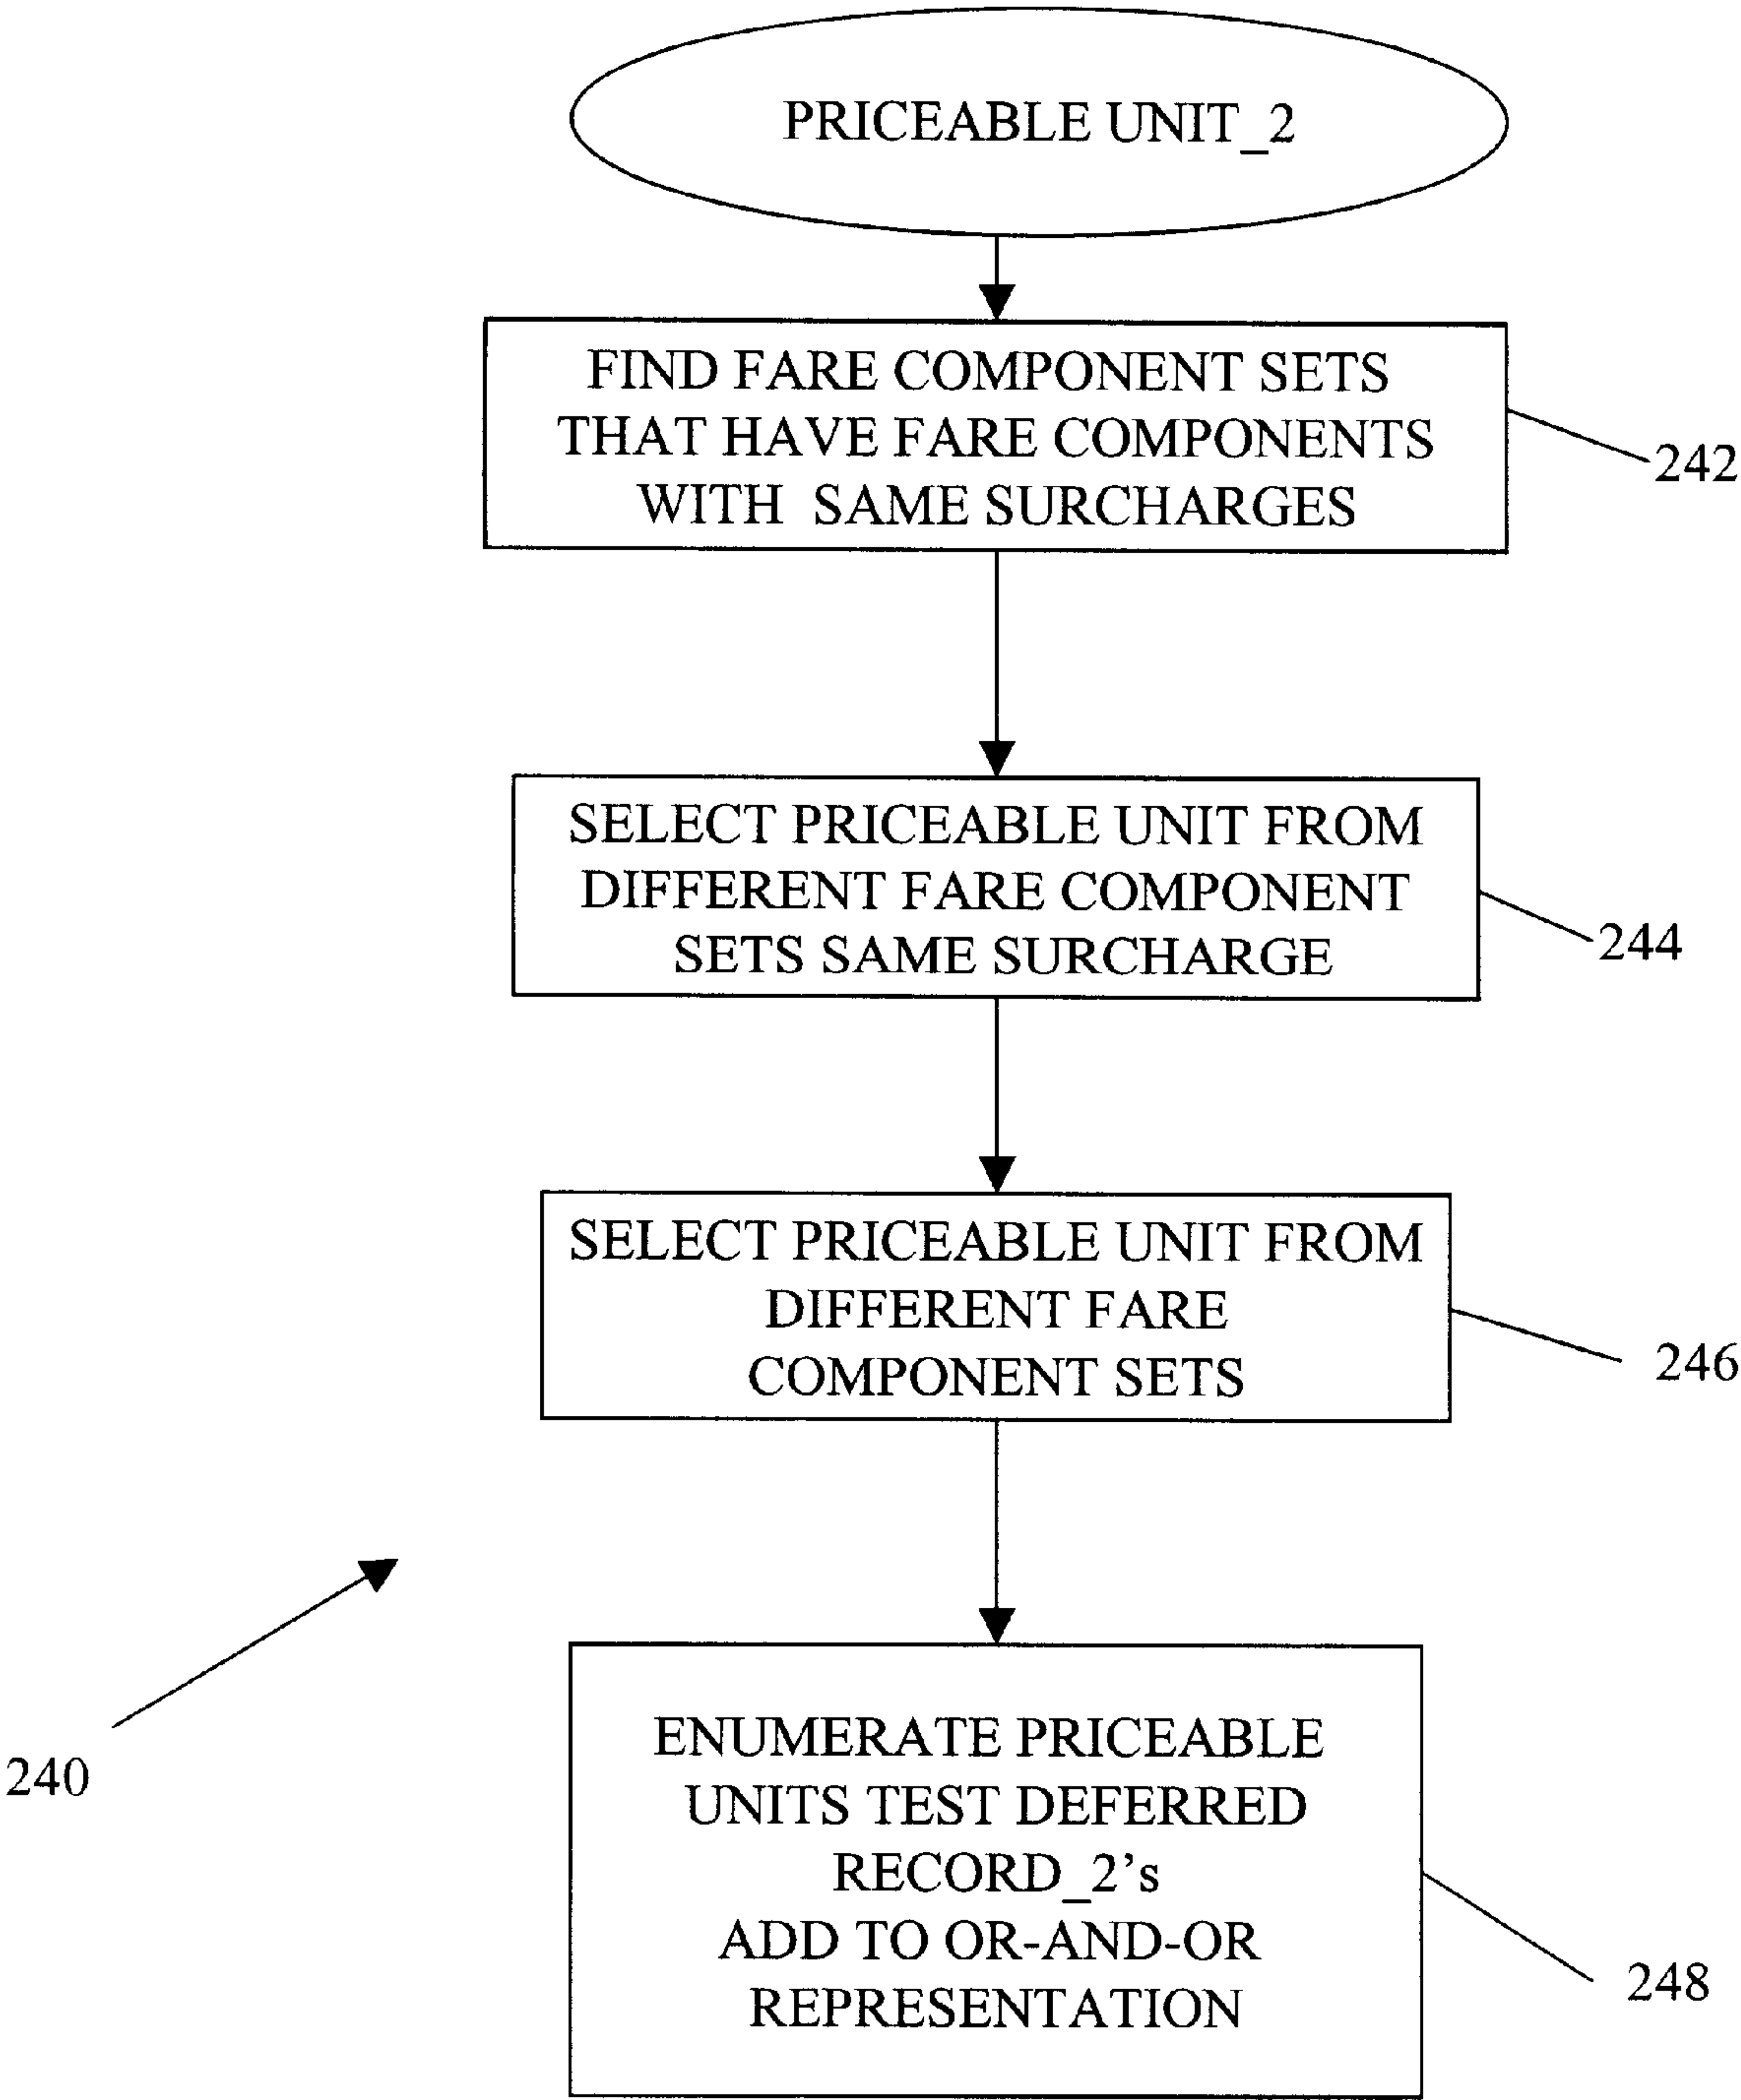 PRICEABLE UNIT_2
FIND FARE COMPONENT SETS
THAT HAVE FARE COMPONENTS
WITH SAME SURCHARGES
242
SELECT PRICEABLE UNIT FROM
DIFFERENT FARE COMPONENT
SETS SAME SURCHARGE
244
SELECT PRICEABLE UNIT FROM
DIFFERENT FARE
COMPONENT SETS
246
240
ENUMERATE PRICEABLE
UNITS TEST DEFERRED
RECORD_2's
ADD TO OR-AND-OR
REPRESENTATION
248